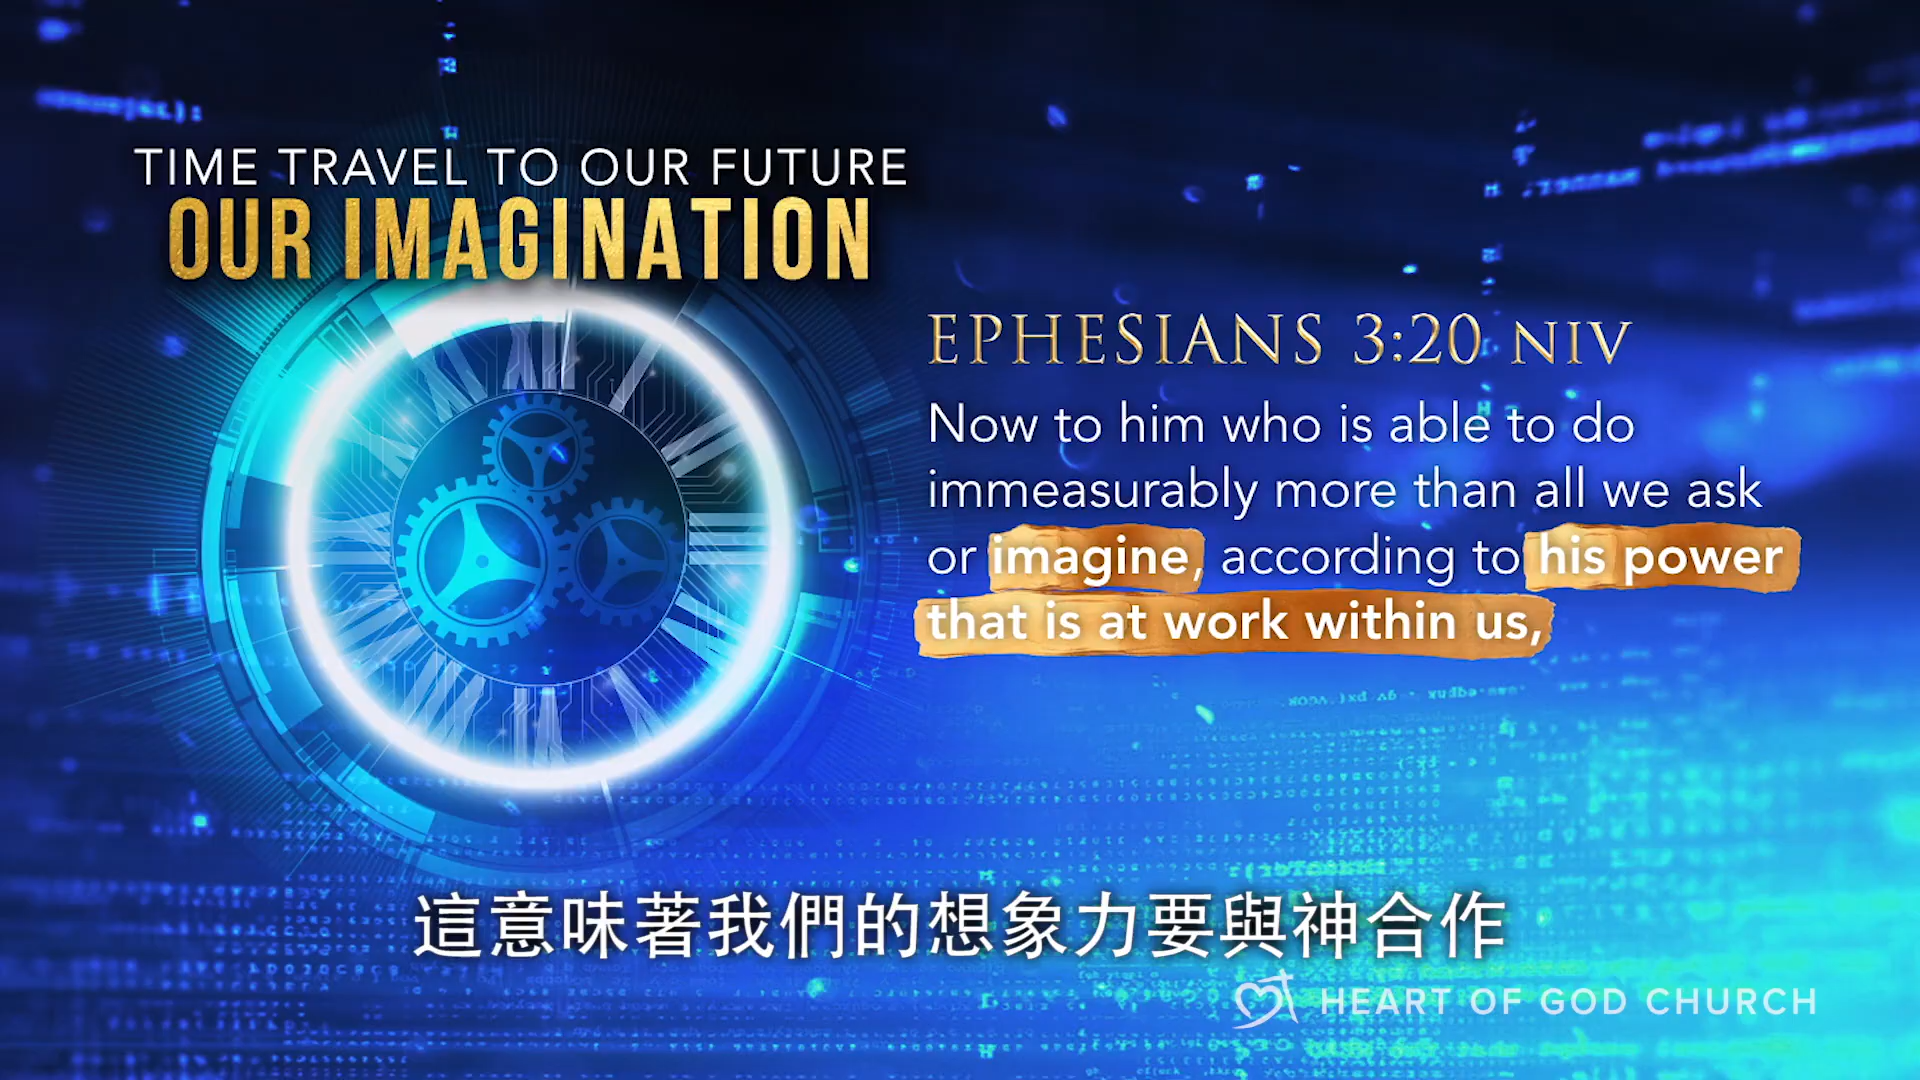 TIME TRAVEL TO OUR FUTURE
OUR IMAGINATION
EPHESIANS 3:20 NIV
Now to him who is able to do
immeasurably more than all we ask
or imagine, according to his power
that is at work within us,
這意味著我們的想象力要與神合作
HEART OF GOD CHURCH